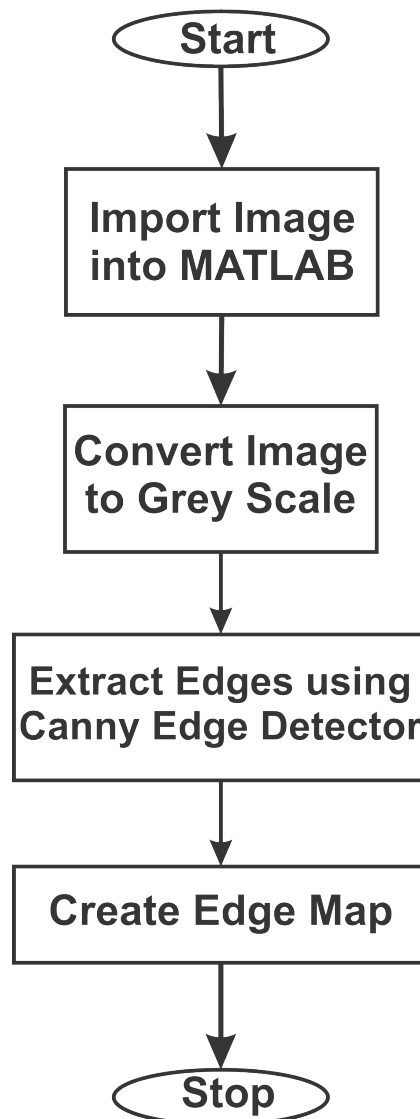 Start
Import Image
into MATLAB
Convert Image
to Grey Scale
Extract Edges using
Canny Edge Detector
Create Edge Map
Stop